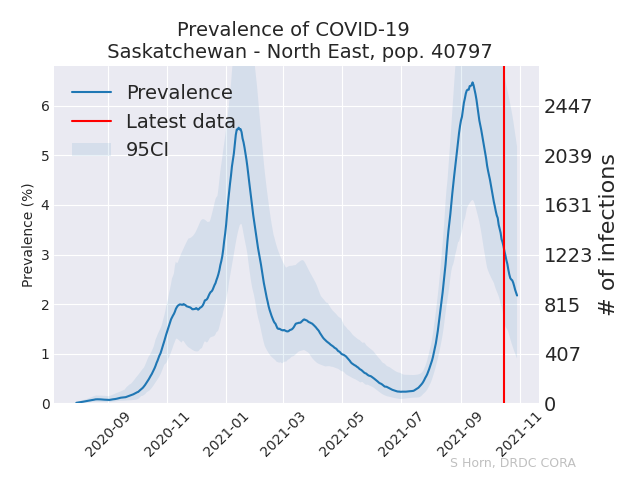 Prevalence of COVID-19
Saskatchewan - North East, pop. 40797
Prevalence
Latest data
95CI
Prevalence (%)
6
5
4
3
2
1
0
2447
2039
1631
1223
815
407
0
# of infections
2020-09
2020-11
2021-01
2021-03
2021-05
2021-07
2021-09
2021-11
S Horn, DRDC CORA